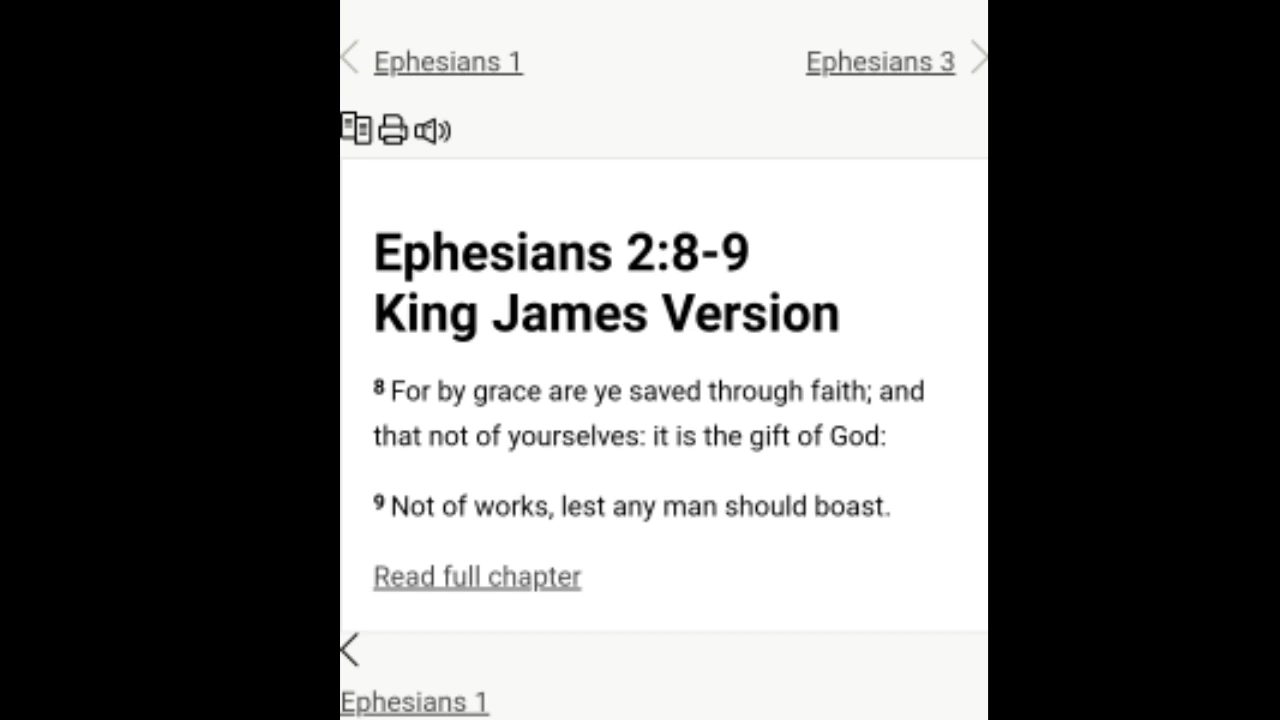 Ephesians 1
Ephesians 3
Ephesians 2:8-9
King James Version
8 For by grace are ye saved through faith; and
that not of yourselves: it is the gift of God:
9 Not of works, lest any man should boast.
Read full chapter
Ephesians 1